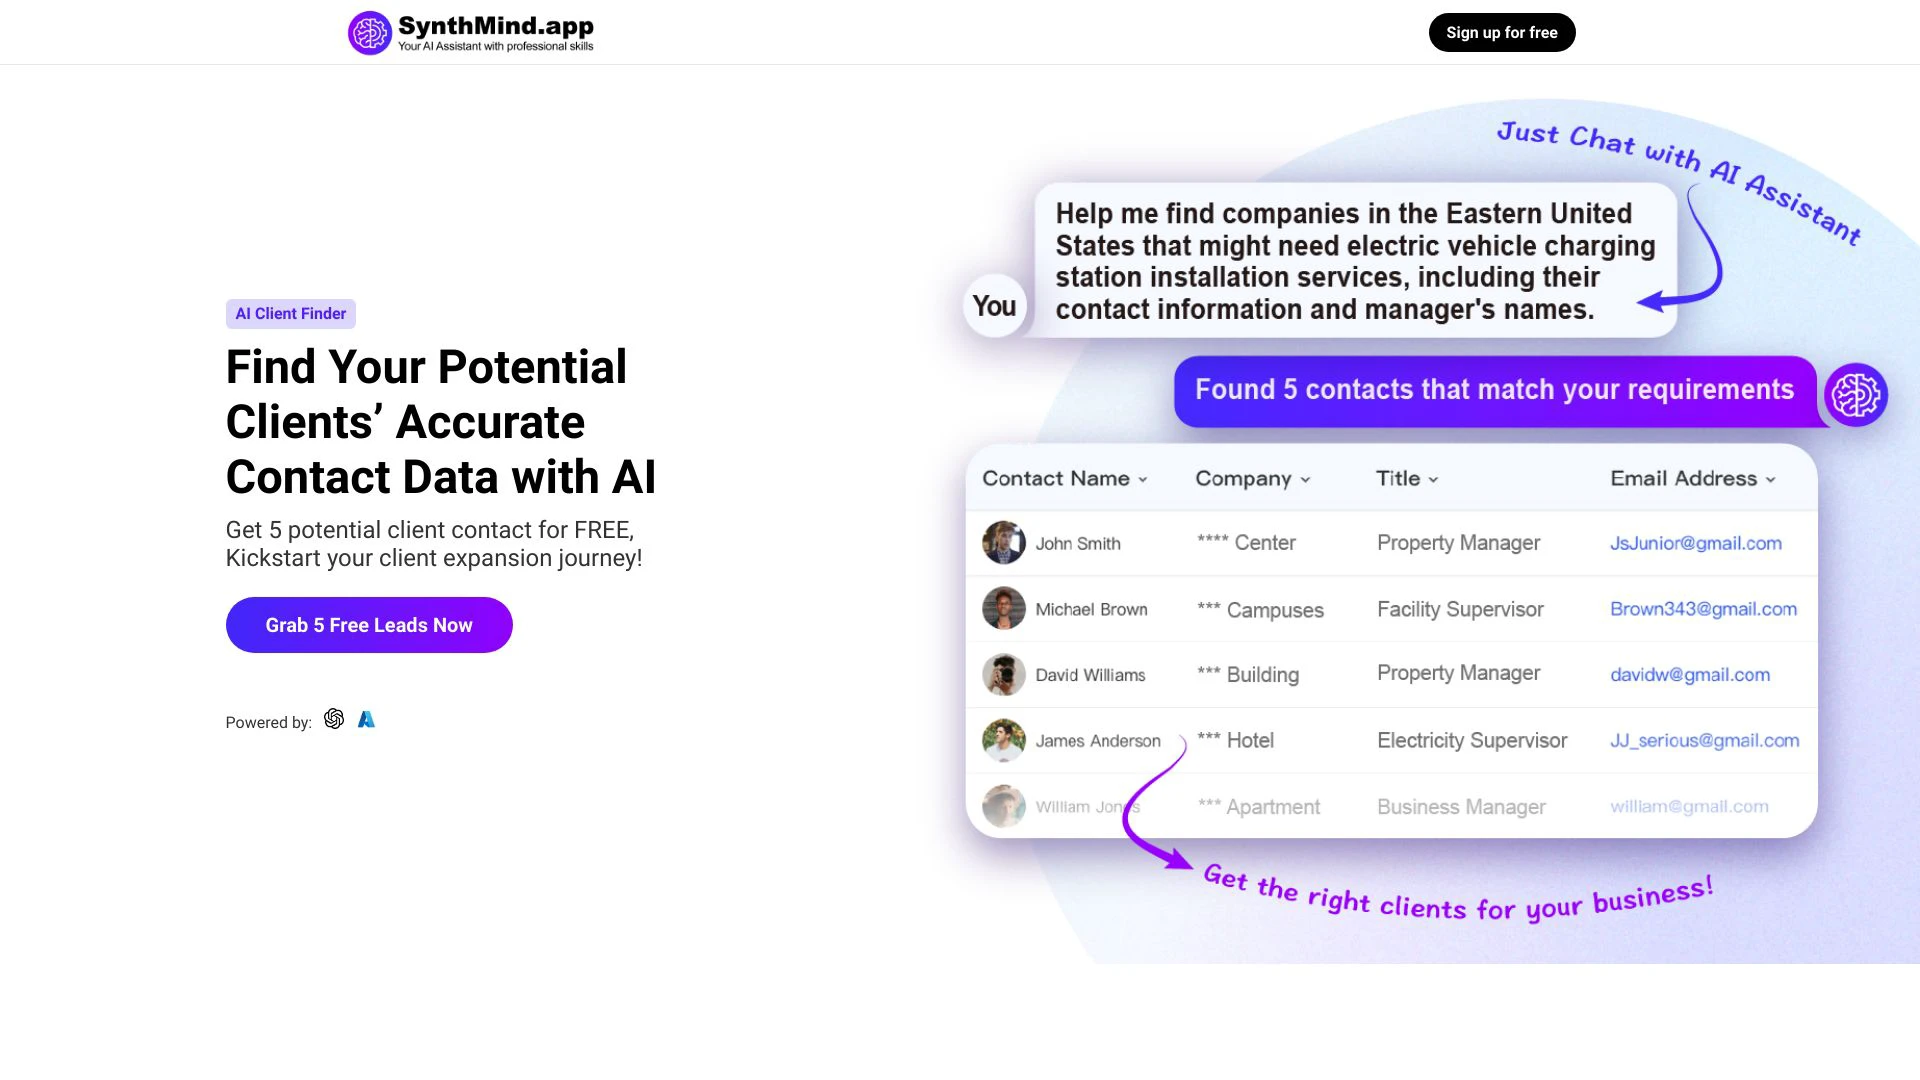 SynthMind.app
Your AI Assistant with professional skills
Sign up for free
AI Client Finder
Find Your Potential
Clients’ Accurate
Contact Data with AI
Get 5 potential client contact for FREE,
Kickstart your client expansion journey!
Grab 5 Free Leads Now
Powered by:
Just Chat with AI Assistant
You
Help me find companies in the Eastern United
States that might need electric vehicle charging
station installation services, including their
contact information and manager's names.
Found 5 contacts that match your requirements
Contact Name Company Title Email Address
John Smith **** Center Property Manager JsJunior@gmail.com
Michael Brown *** Campuses Facility Supervisor Brown343@gmail.com
David Williams *** Building Property Manager davidw@gmail.com
James Anderson *** Hotel Electricity Supervisor JJ_serious@gmail.com
William Jones *** Apartment Business Manager william@gmail.com
Get the right clients for your business!